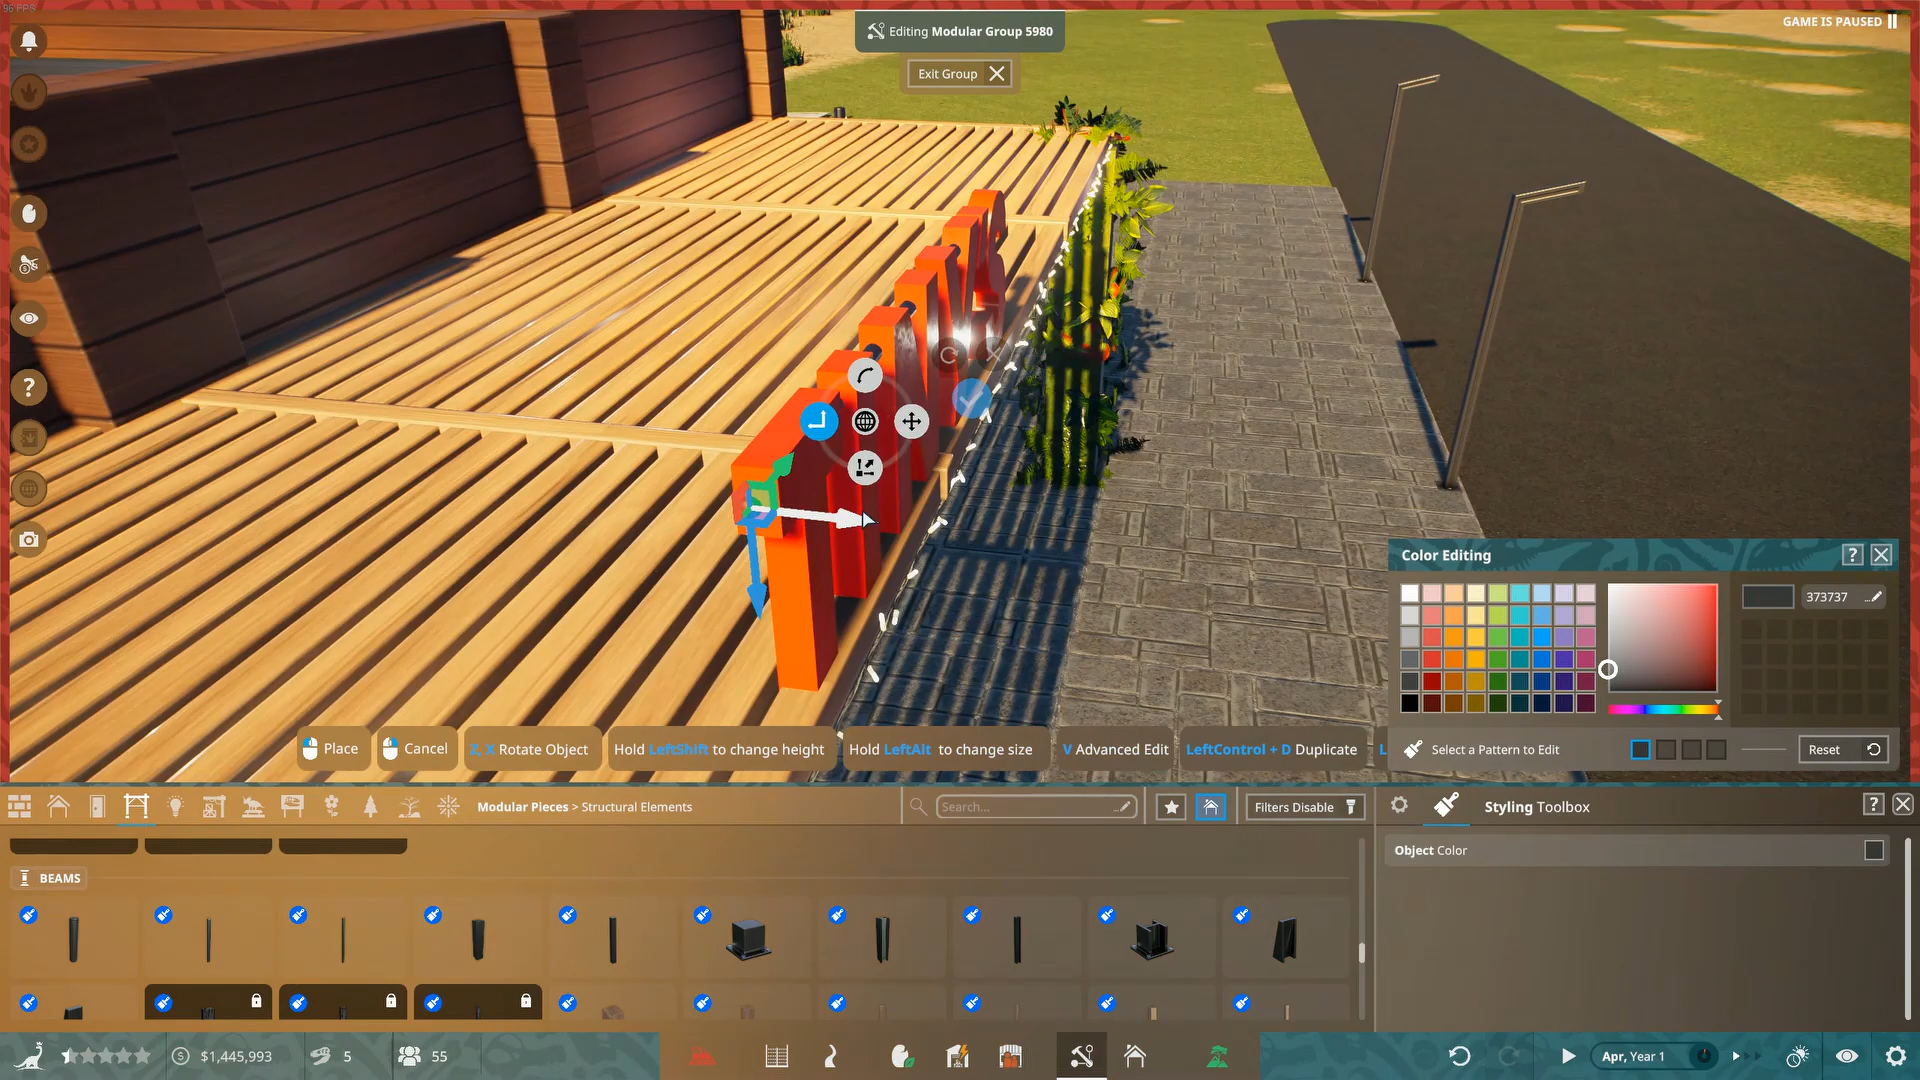 96 FPS
Editing Modular Group 5980
GAME IS PAUSED
Exit Group
Color Editing
?
373737
Place
Cancel
Z, X Rotate Object
Hold LeftShift to change height
Hold LeftAlt to change size
V Advanced Edit
LeftControl + D Duplicate
L
Select a Pattern to Edit
Reset
Modular Pieces > Structural Elements
Search...
Filters Disable
Styling Toolbox
?
Object Color
BEAMS
$1,445,993
5
55
Apr, Year 1